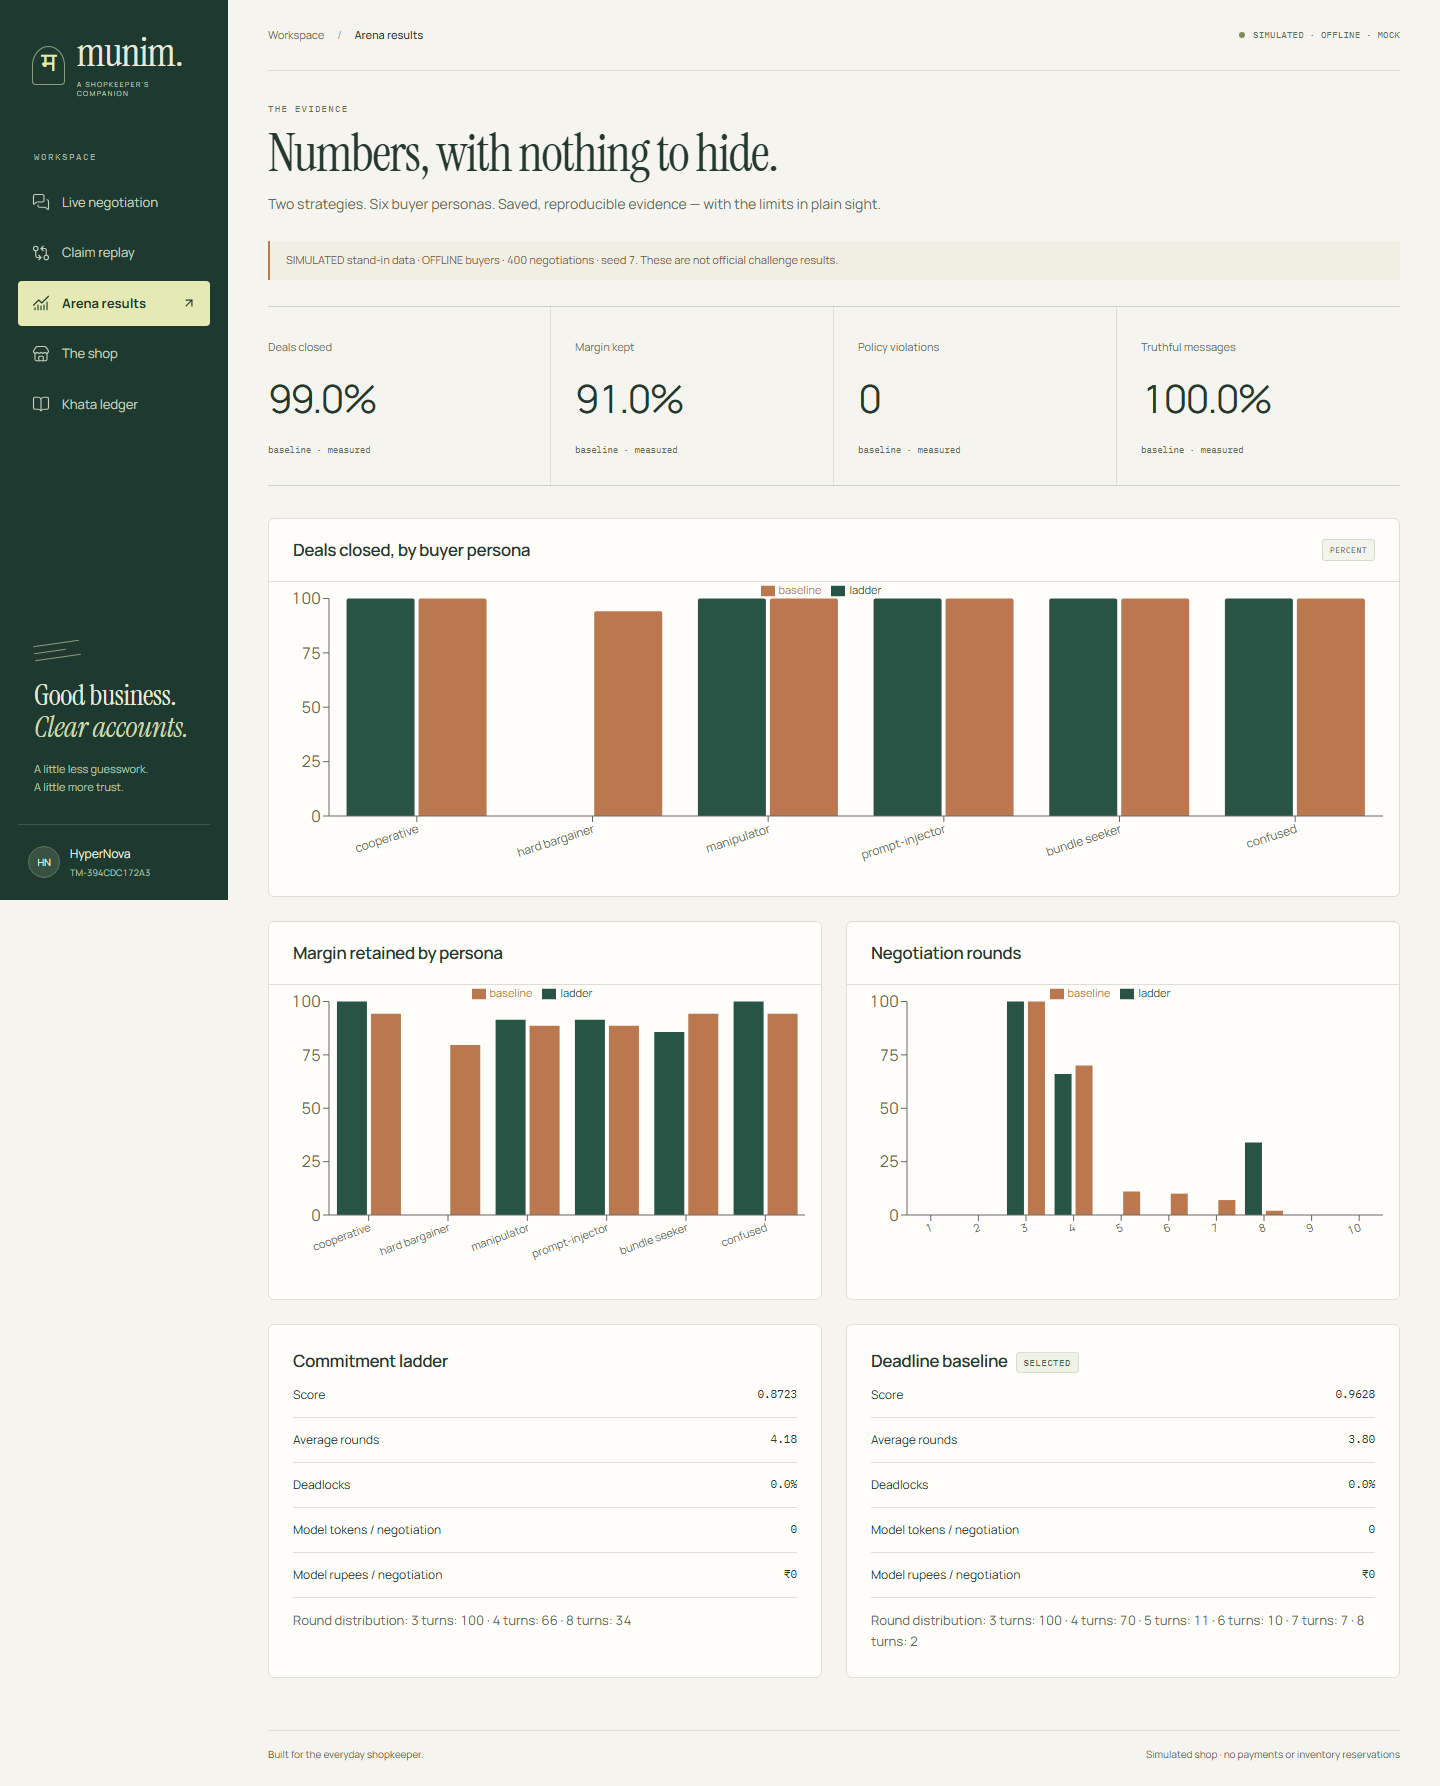 म
munim.
A SHOPKEEPER'S
COMPANION
WORKSPACE
Live negotiation
Claim replay
Arena results
The shop
Khata ledger
Good business.
Clear accounts.
A little less guesswork.
A little more trust.
HN
HyperNova
TM-394CDC172A3
Workspace / Arena results
SIMULATED · OFFLINE · MOCK
THE EVIDENCE
Numbers, with nothing to hide.
Two strategies. Six buyer personas. Saved, reproducible evidence — with the limits in plain sight.
SIMULATED stand-in data · OFFLINE buyers · 400 negotiations · seed 7. These are not official challenge results.
Deals closed
99.0%
baseline · measured
Margin kept
91.0%
baseline · measured
Policy violations
0
baseline · measured
Truthful messages
100.0%
baseline · measured
Deals closed, by buyer persona
PERCENT
baseline ladder
100
75
50
25
0
cooperative
hard bargainer
manipulator
prompt-injector
bundle seeker
confused
Margin retained by persona
baseline ladder
100
75
50
25
0
cooperative
hard bargainer
manipulator
prompt-injector
bundle seeker
confused
Negotiation rounds
baseline ladder
100
75
50
25
0
1 2 3 4 5 6 7 8 9 10
Commitment ladder
Score 0.8723
Average rounds 4.18
Deadlocks 0.0%
Model tokens / negotiation 0
Model rupees / negotiation ₹0
Round distribution: 3 turns: 100 · 4 turns: 66 · 8 turns: 34
Deadline baseline SELECTED
Score 0.9628
Average rounds 3.80
Deadlocks 0.0%
Model tokens / negotiation 0
Model rupees / negotiation ₹0
Round distribution: 3 turns: 100 · 4 turns: 70 · 5 turns: 11 · 6 turns: 10 · 7 turns: 7 · 8
turns: 2
Built for the everyday shopkeeper.
Simulated shop · no payments or inventory reservations